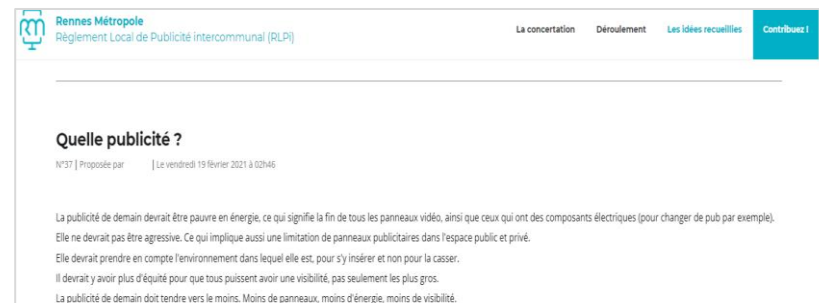 Rennes Métropole
Règlement Local de Publicité intercommunal (RLPi)
La concertation Déroulement Les idées recueillies Contribuez !
Quelle publicité ?
N°37 | Proposée par | Le vendredi 19 février 2021 à 02h46
La publicité de demain devrait être pauvre en énergie, ce qui signifie la fin de tous les panneaux vidéo, ainsi que ceux qui ont des composants électriques (pour changer de pub par exemple).
Elle ne devrait pas être agressive. Ce qui implique aussi une limitation de panneaux publicitaires dans l'espace public et privé.
Elle devrait prendre en compte l'environnement dans lequel elle est, pour s'y insérer et non pour la casser.
Il devrait y avoir plus d'équité pour que tous puissent avoir une visibilité, pas seulement les plus gros.
La publicité de demain doit tendre vers le moins. Moins de panneaux, moins d'énergie, moins de visibilité.